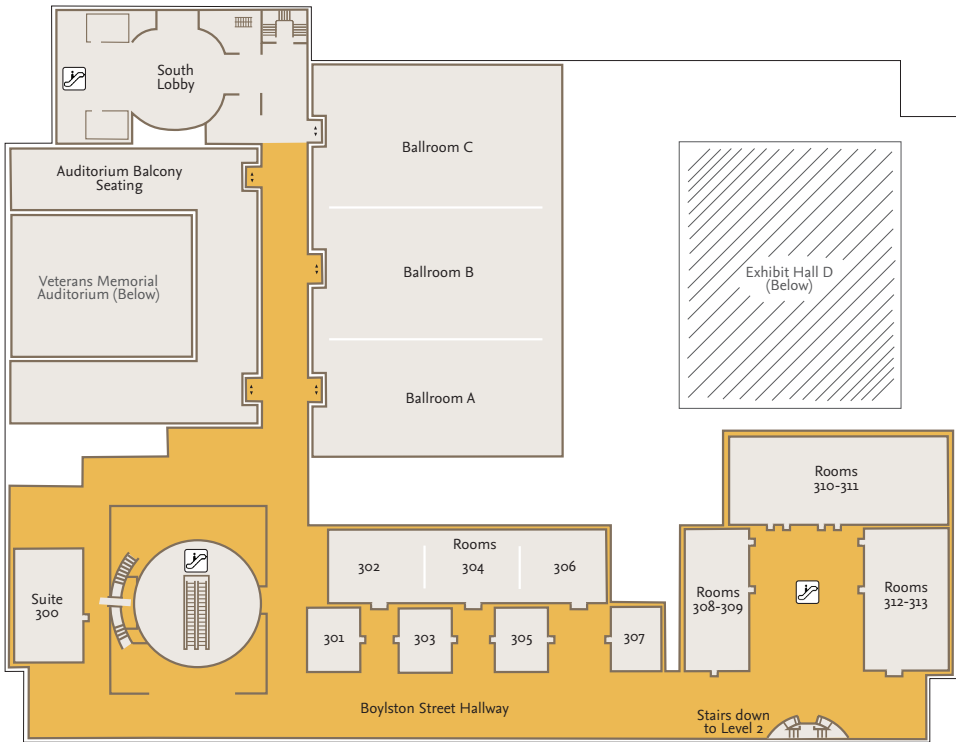 South
Lobby
Ballroom C
Auditorium Balcony
Seating
Veterans Memorial
Auditorium (Below)
Ballroom B
Exhibit Hall D
(Below)
Ballroom A
Rooms
310-311
Rooms
302
304
306
Suite
300
Rooms
308-309
Rooms
312-313
301
303
305
307
Boylston Street Hallway
Stairs down
to Level 2